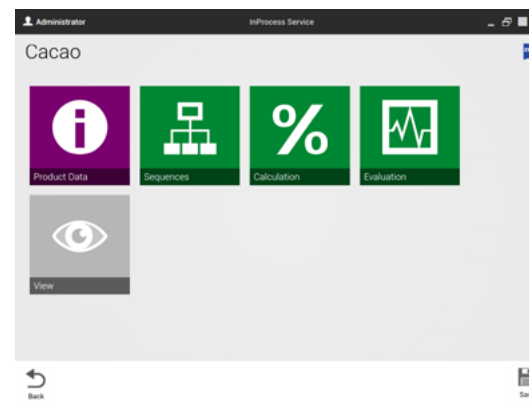 Administrator
InProcess Service
Cacao
Product Data
Sequences
Calculation
Evaluation
View
Back